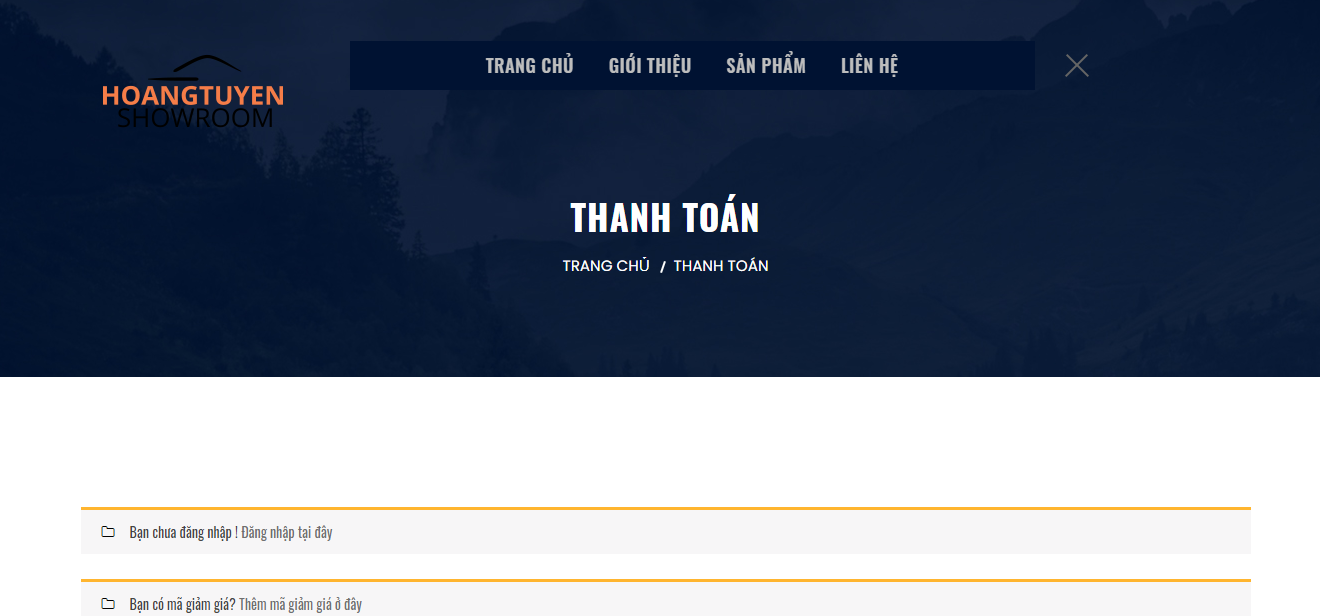 TRANG CHỦ GIỚI THIỆU SẢN PHẨM LIÊN HỆ
HOANGTUYEN
SHOWROOM
THANH TOÁN
TRANG CHỦ / THANH TOÁN
Bạn chưa đăng nhập ! Đăng nhập tại đây
Bạn có mã giảm giá? Thêm mã giảm giá ở đây